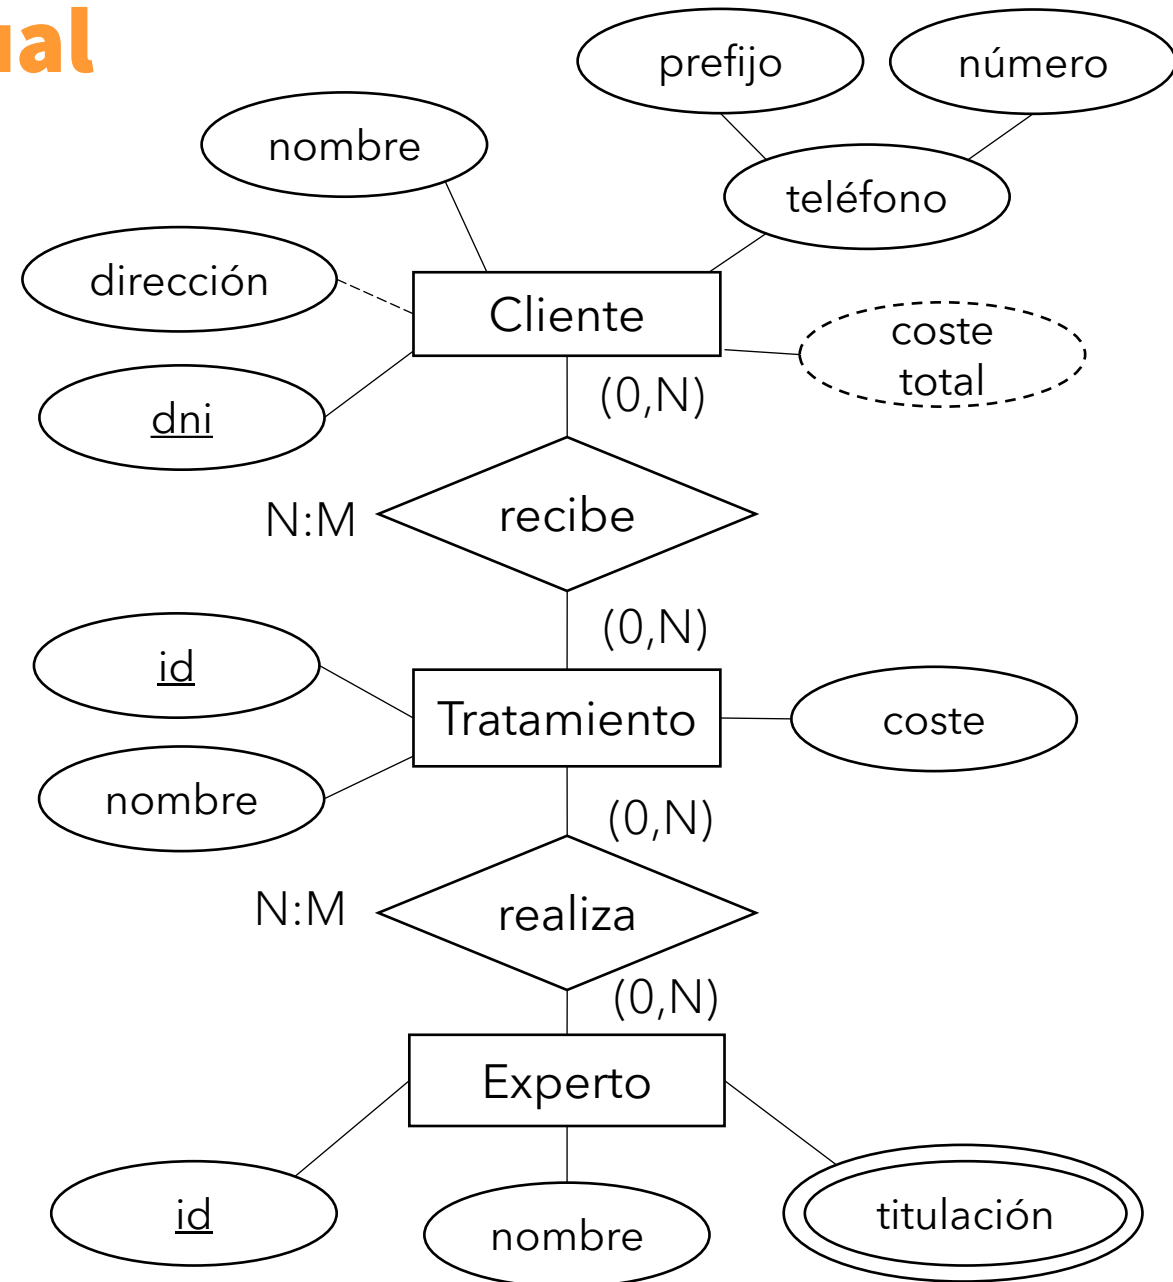 ual
prefijo
número
nombre
teléfono
dirección
Cliente
coste
total
dni
(0,N)
N:M
recibe
(0,N)
id
Tratamiento
coste
nombre
(0,N)
N:M
realiza
(0,N)
Experto
id
nombre
titulación